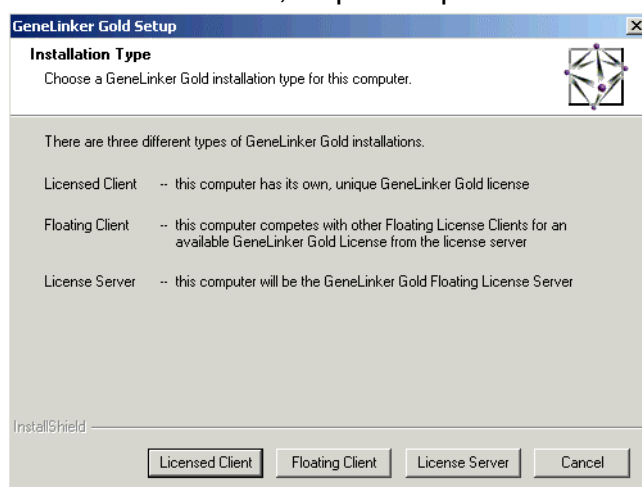 GeneLinker Gold Setup
Installation Type
Choose a GeneLinker Gold installation type for this computer.
There are three different types of GeneLinker Gold installations.
Licensed Client -- this computer has its own, unique GeneLinker Gold license
Floating Client -- this computer competes with other Floating License Clients for an
available GeneLinker Gold License from the license server
License Server -- this computer will be the GeneLinker Gold Floating License Server
InstallShield
Licensed Client Floating Client License Server Cancel